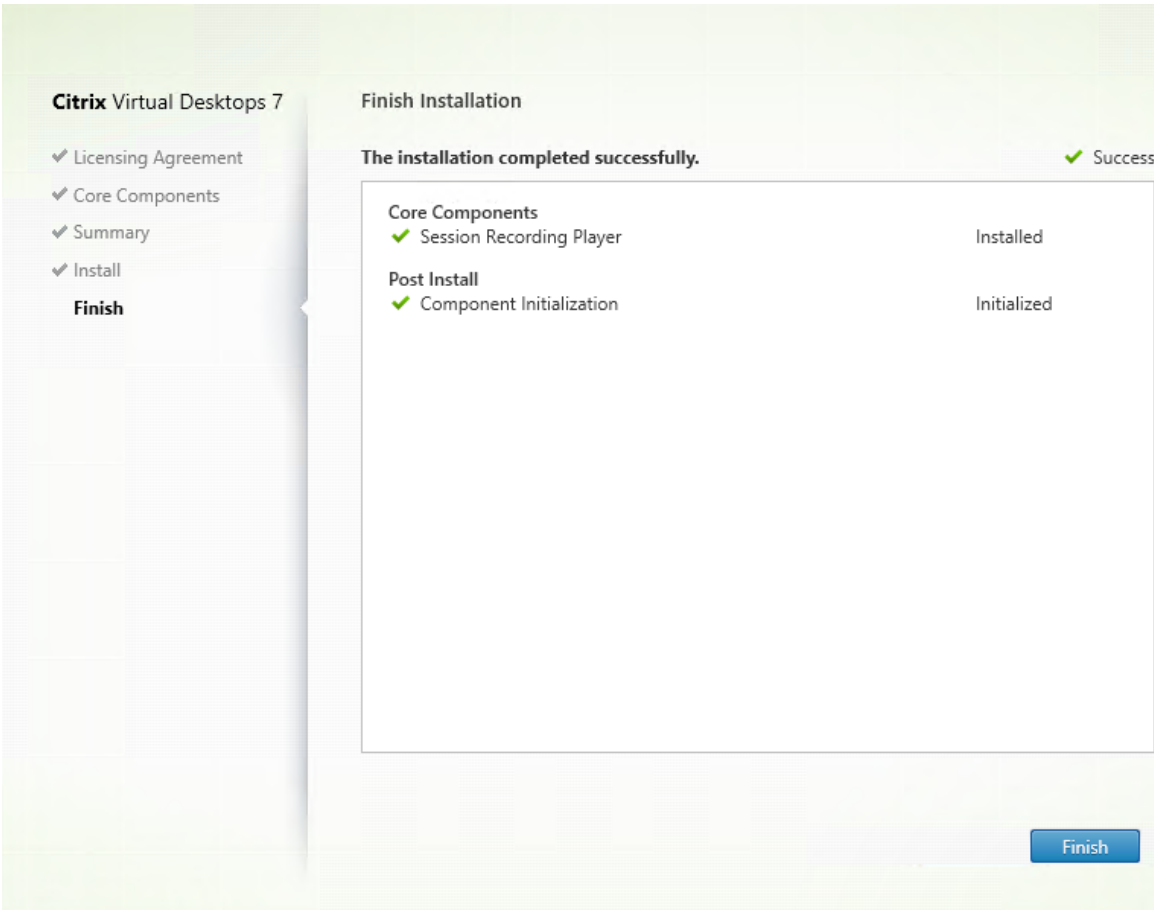 Citrix Virtual Desktops 7
Licensing Agreement
Core Components
Summary
Install
Finish
Finish Installation
The installation completed successfully.
Success
Core Components
Session Recording Player Installed
Post Install
Component Initialization Initialized
Finish